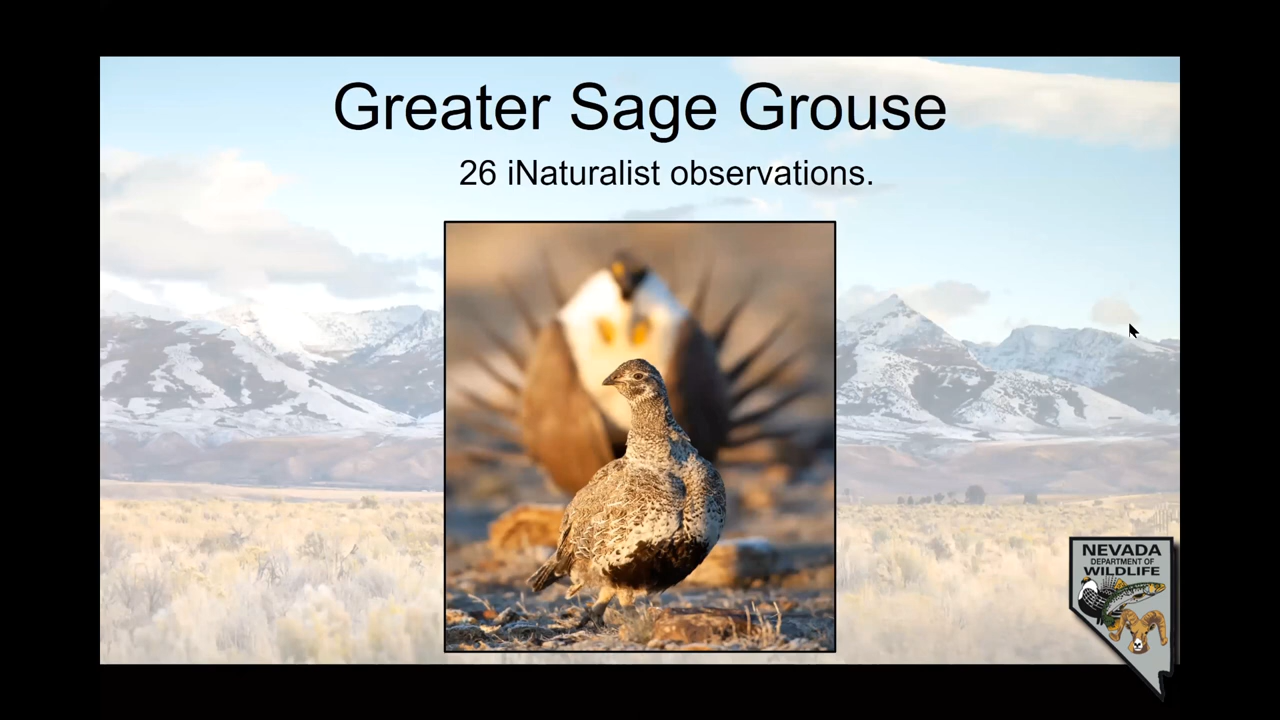 Greater Sage Grouse
26 iNaturalist observations.
NEVADA
DEPARTMENT OF
WILDLIFE